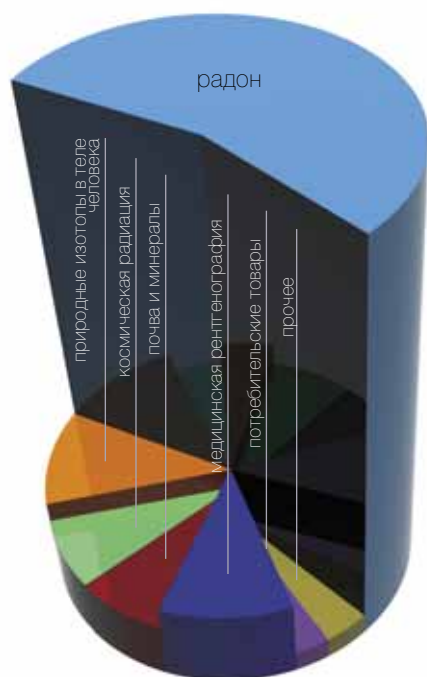 радон
природные изотопы в теле
человека
космическая радиация
почва и минералы
медицинская рентгенография
потребительские товары
прочее